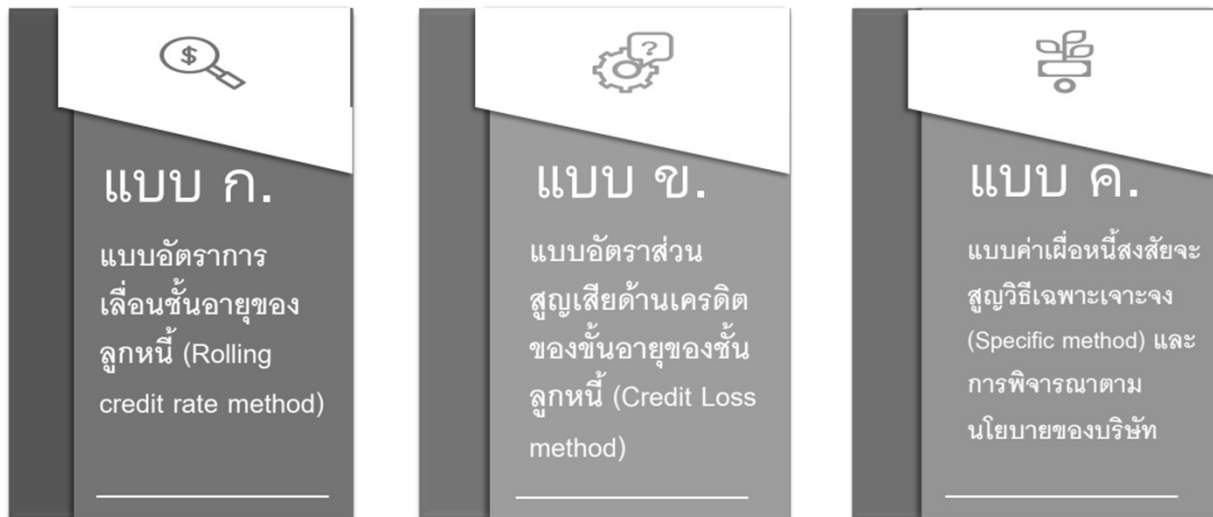 $
?
แบบ ก.
แบบอัตราการ
เลื่อนชั้นอายุของ
ลูกหนี้ (Rolling
credit rate method)
แบบ ข.
แบบอัตราส่วน
สูญเสียด้านเครดิต
ของขั้นอายุของชั้น
ลูกหนี้ (Credit Loss
method)
แบบ ค.
แบบค่าเผื่อหนี้สงสัยจะ
สูญวิธีเฉพาะเจาะจง
(Specific method) และ
การพิจารณาตาม
นโยบายของบริษัท